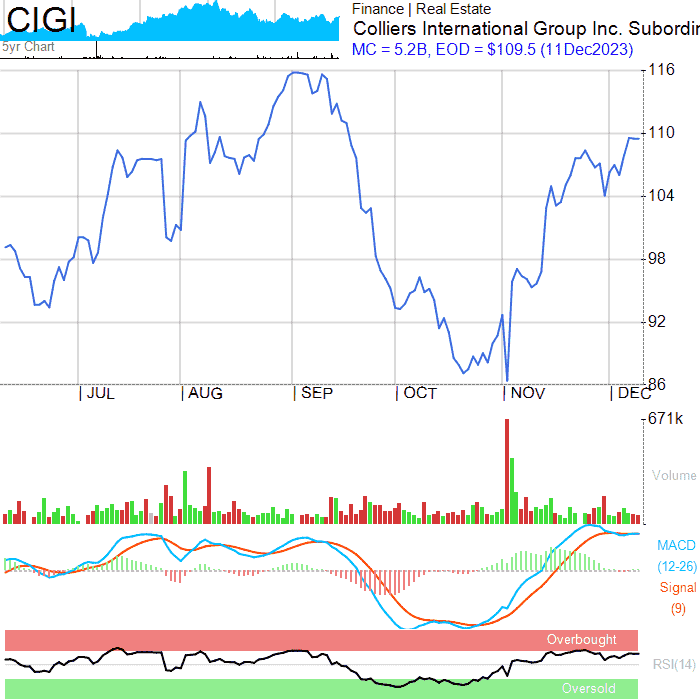 CIGI
5yr Chart
Finance | Real Estate
Colliers International Group Inc. Subordin
MC = 5.2B, EOD = $109.5 (11Dec2023)
116
110
104
98
92
86
| JUL | AUG | SEP | OCT | NOV | DEC
671k
Volume
MACD
(12-26)
Signal
(9)
Overbought
RSI(14)
Oversold